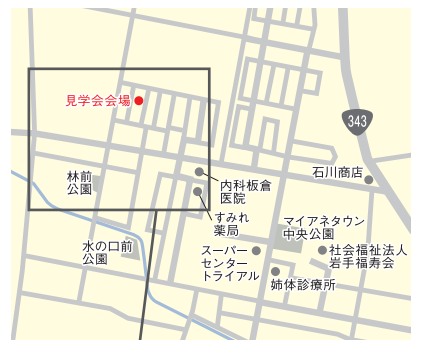 見学会会場
343
石川商店
林前
公園
内科板倉
医院
すみれ
薬局
マイアネタウン
中央公園
水の口前
公園
スーパー
センター
トライアル
社会福祉法人
岩手福寿会
姉体診療所